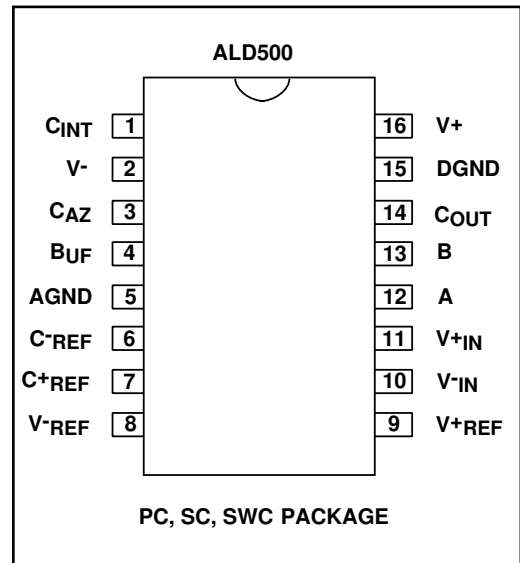 ALD500
CINT 1 16 V+
V- 2 15 DGND
CAZ 3 14 COUT
BUF 4 13 B
AGND 5 12 A
C-REF 6 11 V+IN
C+REF 7 10 V-IN
V-REF 8 9 V+REF
PC, SC, SWC PACKAGE